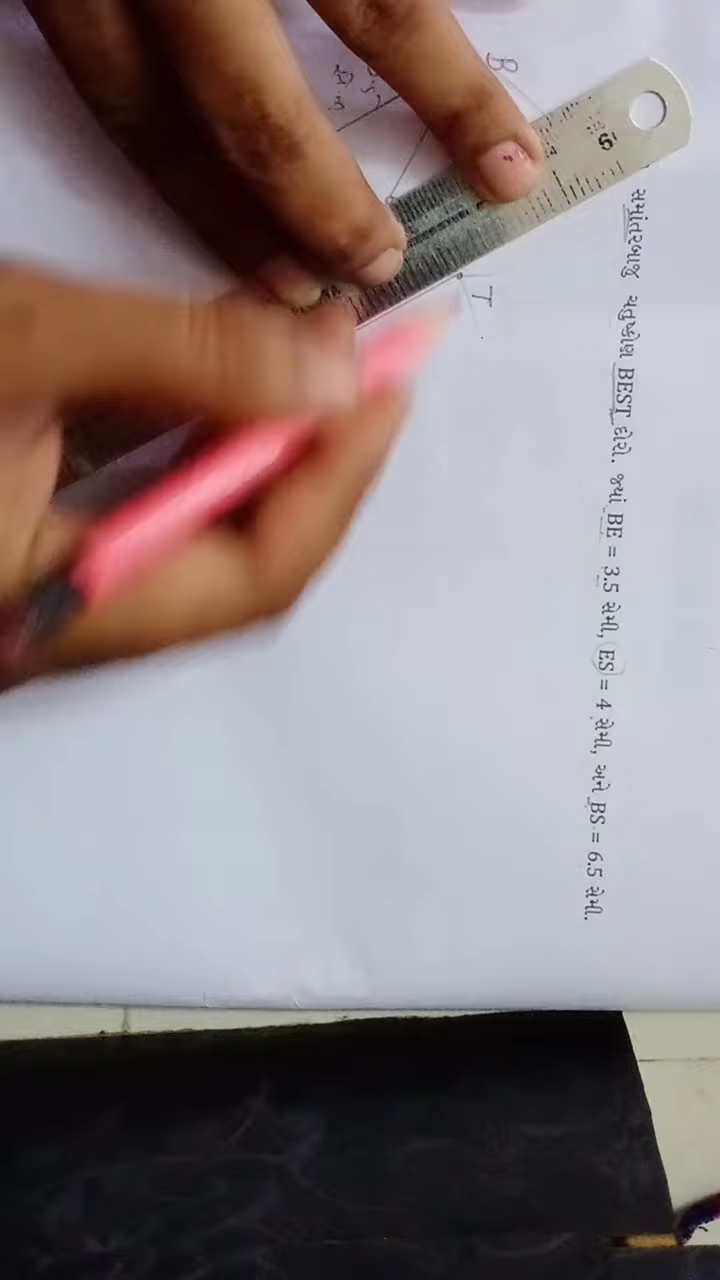 સમાંતરબાજુ ચતુષ્કોણ BEST દોરો. જ્યાં BE = 3.5 સેમી, ES = 4 સેમી, અને BS = 6.5 સેમી.
B
T